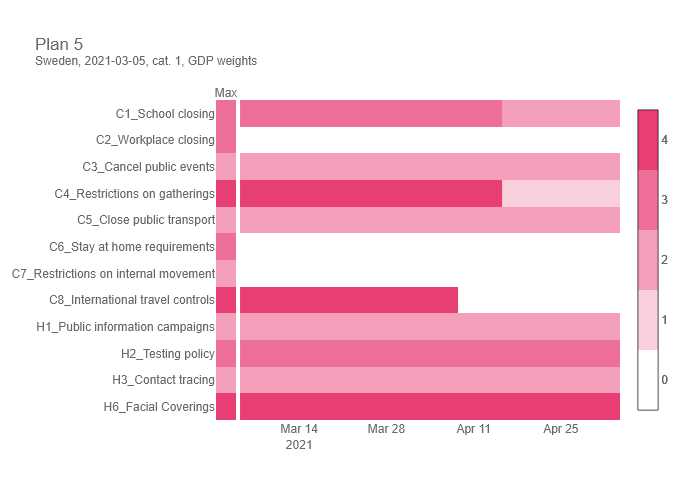 Plan 5
Sweden, 2021-03-05, cat. 1, GDP weights
Max
C1_School closing
C2_Workplace closing
C3_Cancel public events
C4_Restrictions on gatherings
C5_Close public transport
C6_Stay at home requirements
C7_Restrictions on internal movement
C8_International travel controls
H1_Public information campaigns
H2_Testing policy
H3_Contact tracing
H6_Facial Coverings
Mar 14 Mar 28 Apr 11 Apr 25
2021
4
3
2
1
0